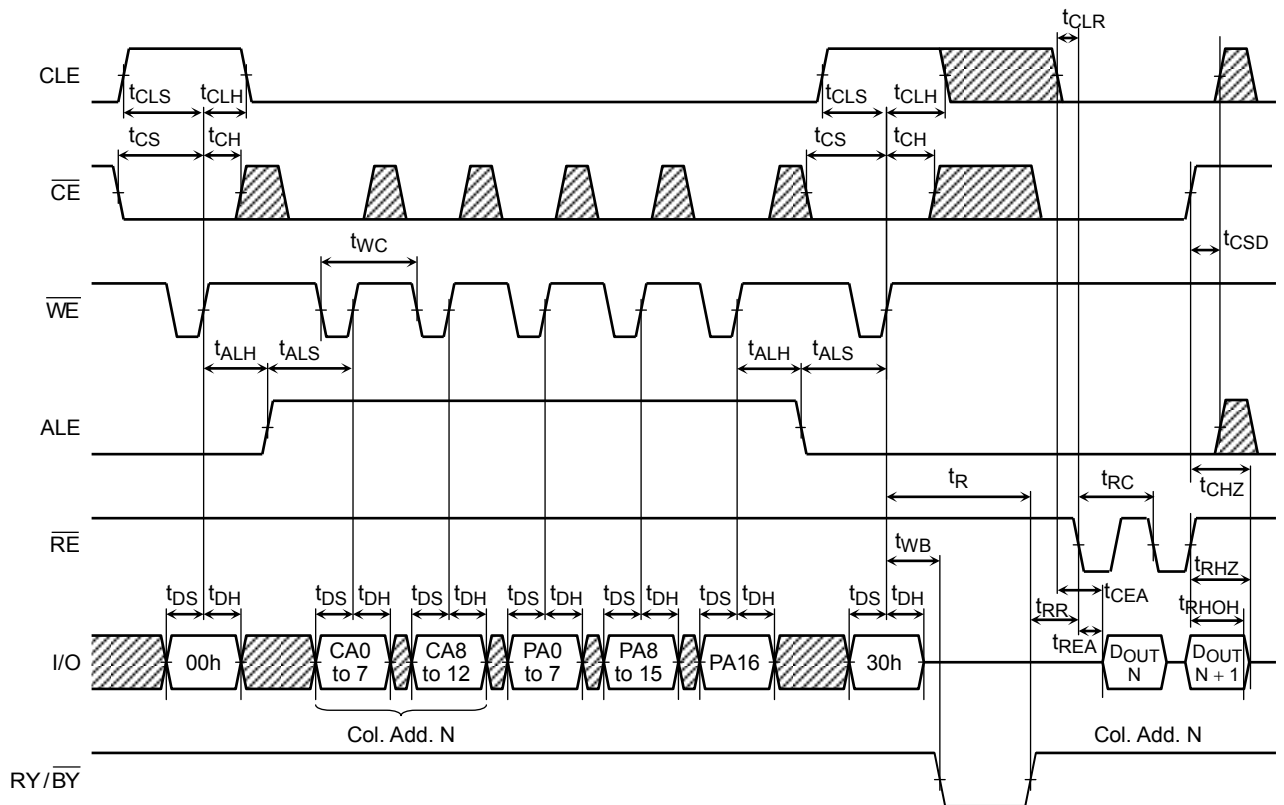 tCLR
CLE
tCLS tCLH tCLS tCLH
tCS tCH tCS tCH
CE
tWC tCSD
WE
tALH tALS tALH tALS
ALE
tR tRC tCHZ
RE
tWB tRHZ
tDS tDH tDS tDH tDS tDH tDS tDH tDS tDH tDS tDH tDS tDH tCEA
tRR tRHOH
tREA
I/O 00h CA0 to 7 CA8 to 12 PA0 to 7 PA8 to 15 PA16 30h DOUT N DOUT N + 1
Col. Add. N Col. Add. N
RY/BY